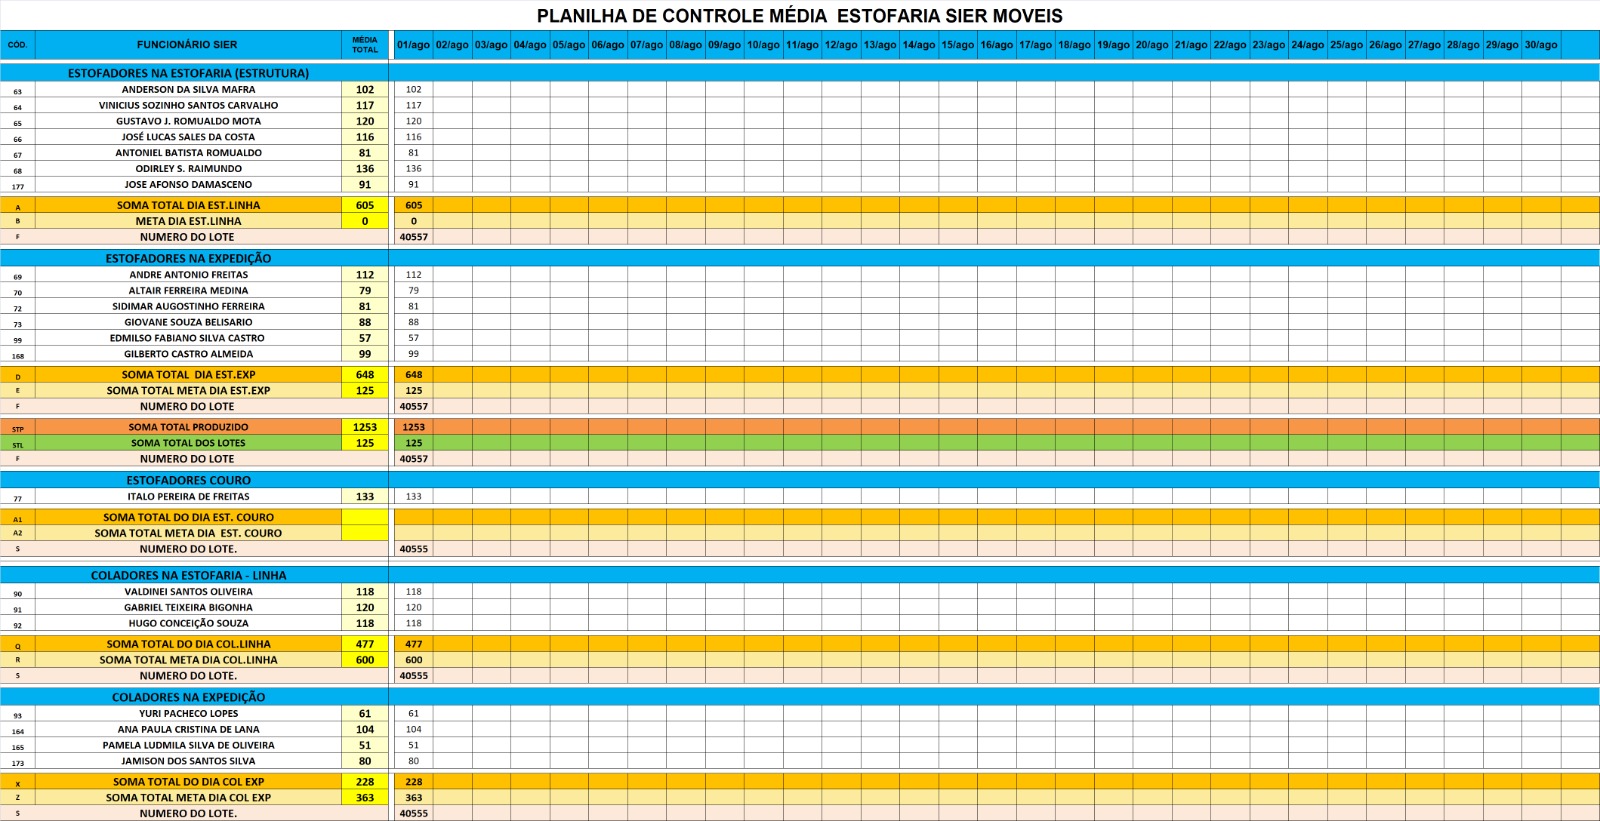 PLANILHA DE CONTROLE MÉDIA ESTOFARIA SIER MOVEIS
CÓD. FUNCIONÁRIO SIER MÉDIA TOTAL 01/ago 02/ago 03/ago 04/ago 05/ago 06/ago 07/ago 08/ago 09/ago 10/ago 11/ago 12/ago 13/ago 14/ago 15/ago 16/ago 17/ago 18/ago 19/ago 20/ago 21/ago 22/ago 23/ago 24/ago 25/ago 26/ago 27/ago 28/ago 29/ago 30/ago
ESTOFADORES NA ESTOFARIA (ESTRUTURA)
63 ANDERSON DA SILVA MAFRA 102 102
64 VINICIUS SOZINHO SANTOS CARVALHO 117 117
65 GUSTAVO J. ROMUALDO MOTA 120 120
66 JOSÉ LUCAS SALES DA COSTA 116 116
67 ANTONIEL BATISTA ROMUALDO 81 81
68 ODIRLEY S. RAIMUNDO 136 136
177 JOSE AFONSO DAMASCENO 91 91
A SOMA TOTAL DIA EST.LINHA 605 605
B META DIA EST.LINHA 0 0
F NUMERO DO LOTE 40557
ESTOFADORES NA EXPEDIÇÃO
69 ANDRE ANTONIO FREITAS 112 112
70 ALTAIR FERREIRA MEDINA 79 79
72 SIDIMAR AUGOSTINHO FERREIRA 81 81
73 GIOVANE SOUZA BELISARIO 88 88
99 EDMILSO FABIANO SILVA CASTRO 57 57
168 GILBERTO CASTRO ALMEIDA 99 99
D SOMA TOTAL DIA EST.EXP 648 648
E SOMA TOTAL META DIA EST.EXP 125 125
F NUMERO DO LOTE 40557
STP SOMA TOTAL PRODUZIDO 1253 1253
STL SOMA TOTAL DOS LOTES 125 125
F NUMERO DO LOTE 40557
ESTOFADORES COURO
77 ITALO PEREIRA DE FREITAS 133 133
A1 SOMA TOTAL DO DIA EST. COURO
A2 SOMA TOTAL META DIA EST. COURO
S NUMERO DO LOTE. 40555
COLADORES NA ESTOFARIA - LINHA
90 VALDINEI SANTOS OLIVEIRA 118 118
91 GABRIEL TEIXEIRA BIGONHA 120 120
92 HUGO CONCEIÇÃO SOUZA 118 118
Q SOMA TOTAL DO DIA COL.LINHA 477 477
R SOMA TOTAL META DIA COL.LINHA 600 600
S NUMERO DO LOTE. 40555
COLADORES NA EXPEDIÇÃO
93 YURI PACHECO LOPES 61 61
164 ANA PAULA CRISTINA DE LANA 104 104
165 PAMELA LUDMILA SILVA DE OLIVEIRA 51 51
173 JAMISON DOS SANTOS SILVA 80 80
X SOMA TOTAL DO DIA COL EXP 228 228
Z SOMA TOTAL META DIA COL EXP 363 363
S NUMERO DO LOTE. 40555